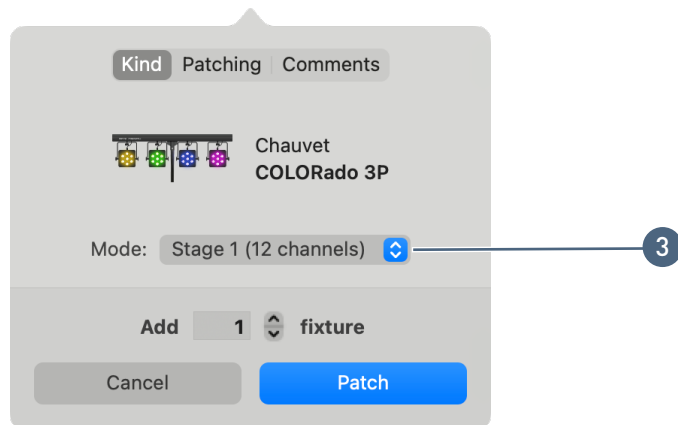 Kind Patching Comments
Chauvet
COLORado 3P
Mode: Stage 1 (12 channels)
3
Add 1 fixture
Cancel Patch